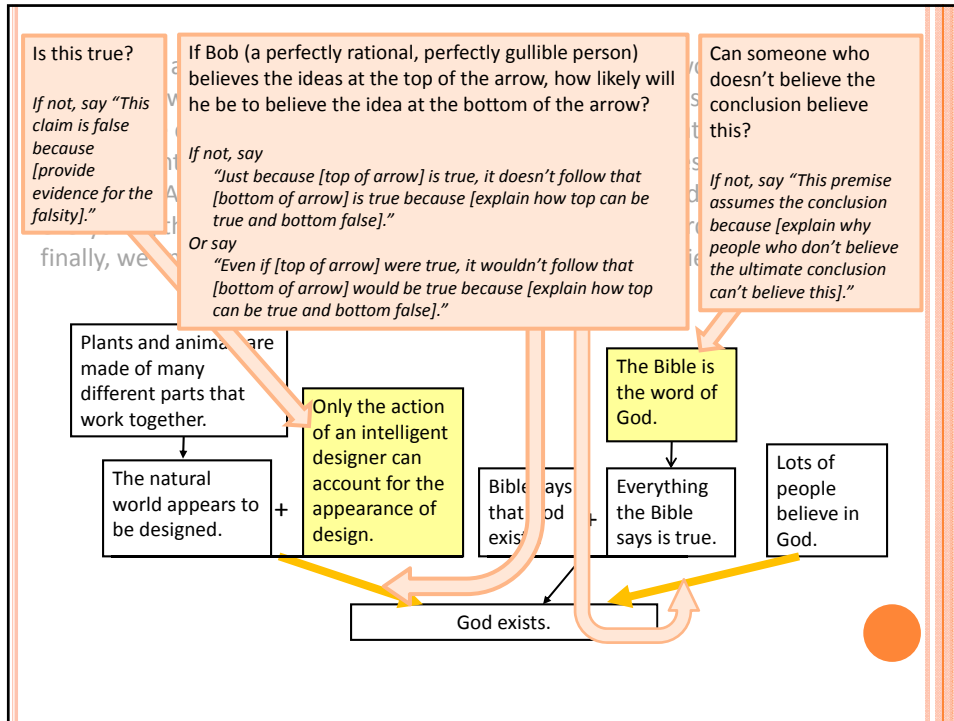 Is this true?
If not, say “This
claim is false
because
[provide
evidence for the
falsity].”
If Bob (a perfectly rational, perfectly gullible person)
believes the ideas at the top of the arrow, how likely will
he be to believe the idea at the bottom of the arrow?
If not, say
“Just because [top of arrow] is true, it doesn’t follow that
[bottom of arrow] is true because [explain how top can be
true and bottom false].”
Or say
“Even if [top of arrow] were true, it wouldn’t follow that
[bottom of arrow] would be true because [explain how top
can be true and bottom false].”
Can someone who
doesn’t believe the
conclusion believe
this?
If not, say “This premise
assumes the conclusion
because [explain why
people who don’t believe
the ultimate conclusion
can’t believe this].”
finally, we
Plants and are
made of many
different parts that
work together.
Only the action
of an intelligent
designer can
account for the
appearance of
design.
The natural
world appears to
be designed.
+
The Bible is
the word of
God.
Bible says
that God
exist
+
Everything
the Bible
says is true.
Lots of
people
believe in
God.
God exists.